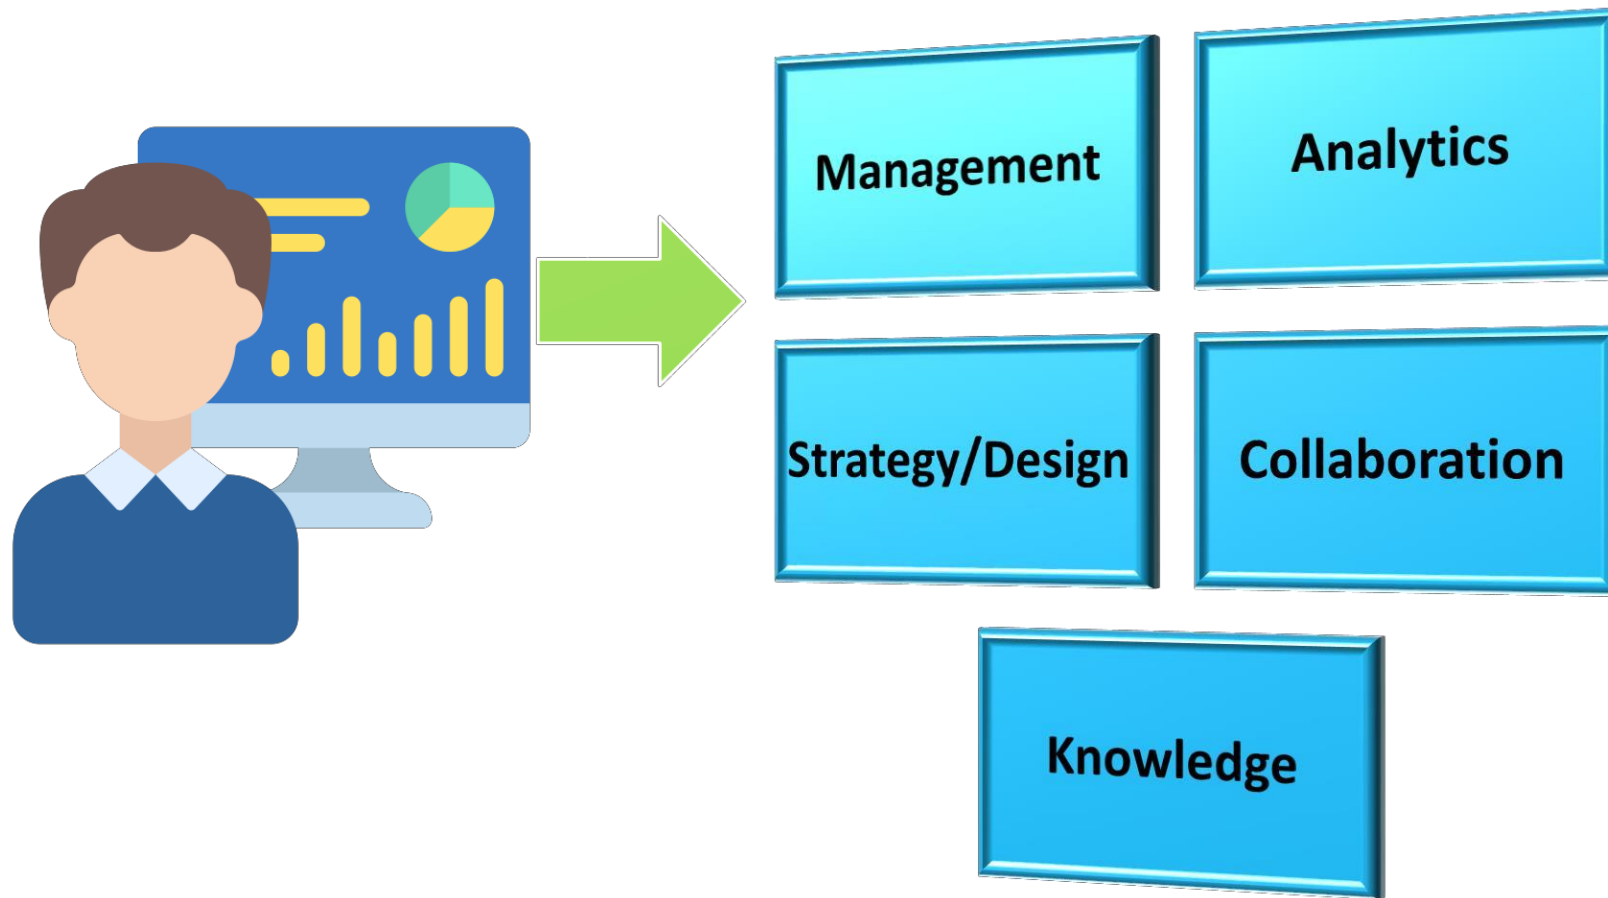 Management
Analytics
Strategy/Design
Collaboration
Knowledge